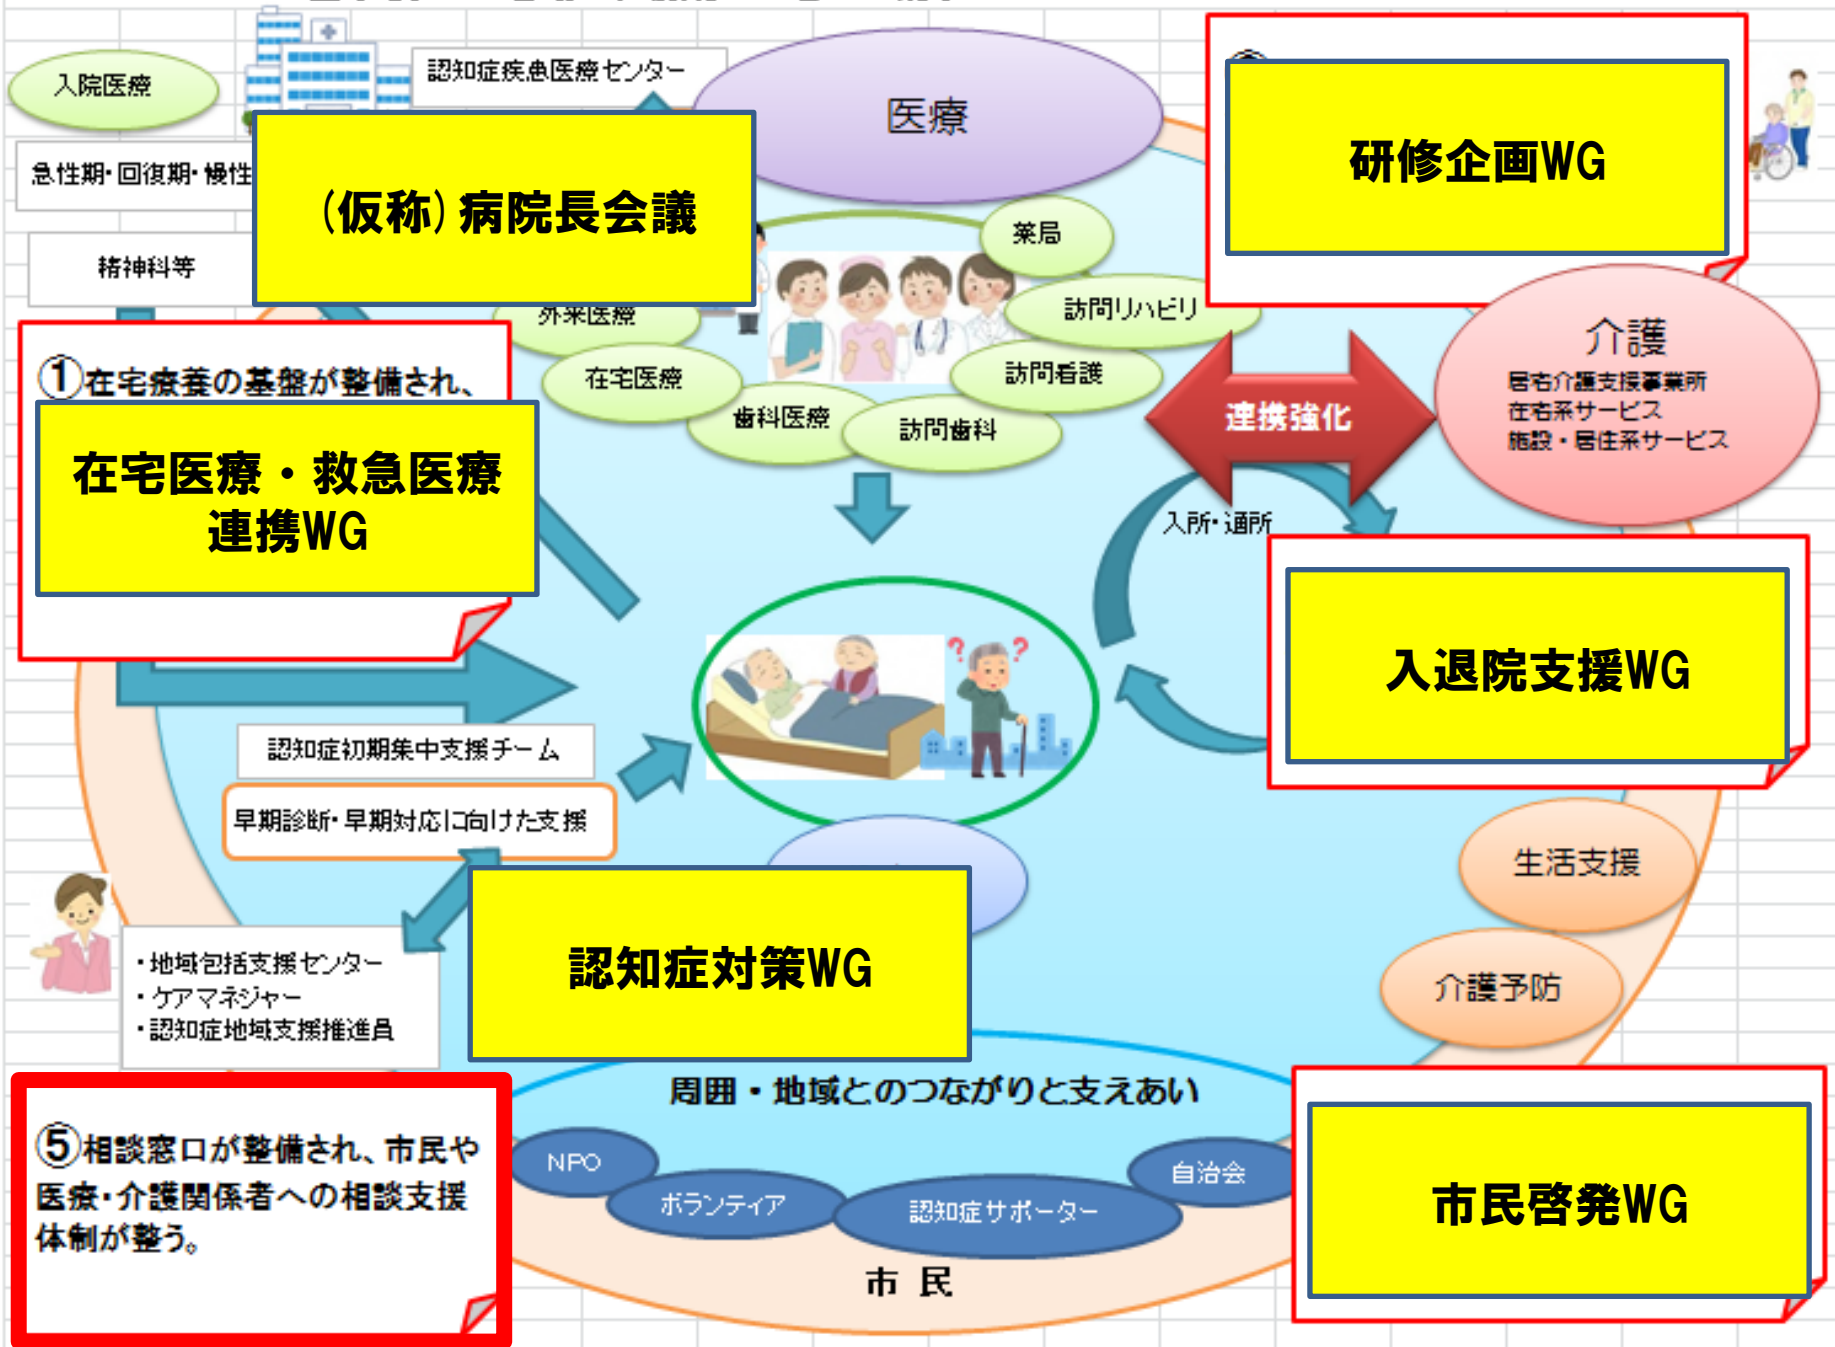 入院医療
認知症疾患医療センター
医療
急性期・回復期・慢性
(仮称)病院長会議
研修企画WG
精神科等
薬局
訪問リハビリ
外来医療
在宅医療
訪問看護
歯科医療
訪問歯科
連携強化
介護
居宅介護支援事業所
在宅系サービス
施設・居住系サービス
①在宅療養の基盤が整備され、
在宅医療・救急医療
連携WG
入所・通所
入退院支援WG
? ?
認知症初期集中支援チーム
早期診断・早期対応に向けた支援
生活支援
介護予防
・地域包括支援センター
・ケアマネジャー
・認知症地域支援推進員
認知症対策WG
周囲・地域とのつながりと支えあい
⑤相談窓口が整備され、市民や
医療・介護関係者への相談支援
体制が整う。
NPO
ボランティア
認知症サポーター
自治会
市民啓発WG
市 民